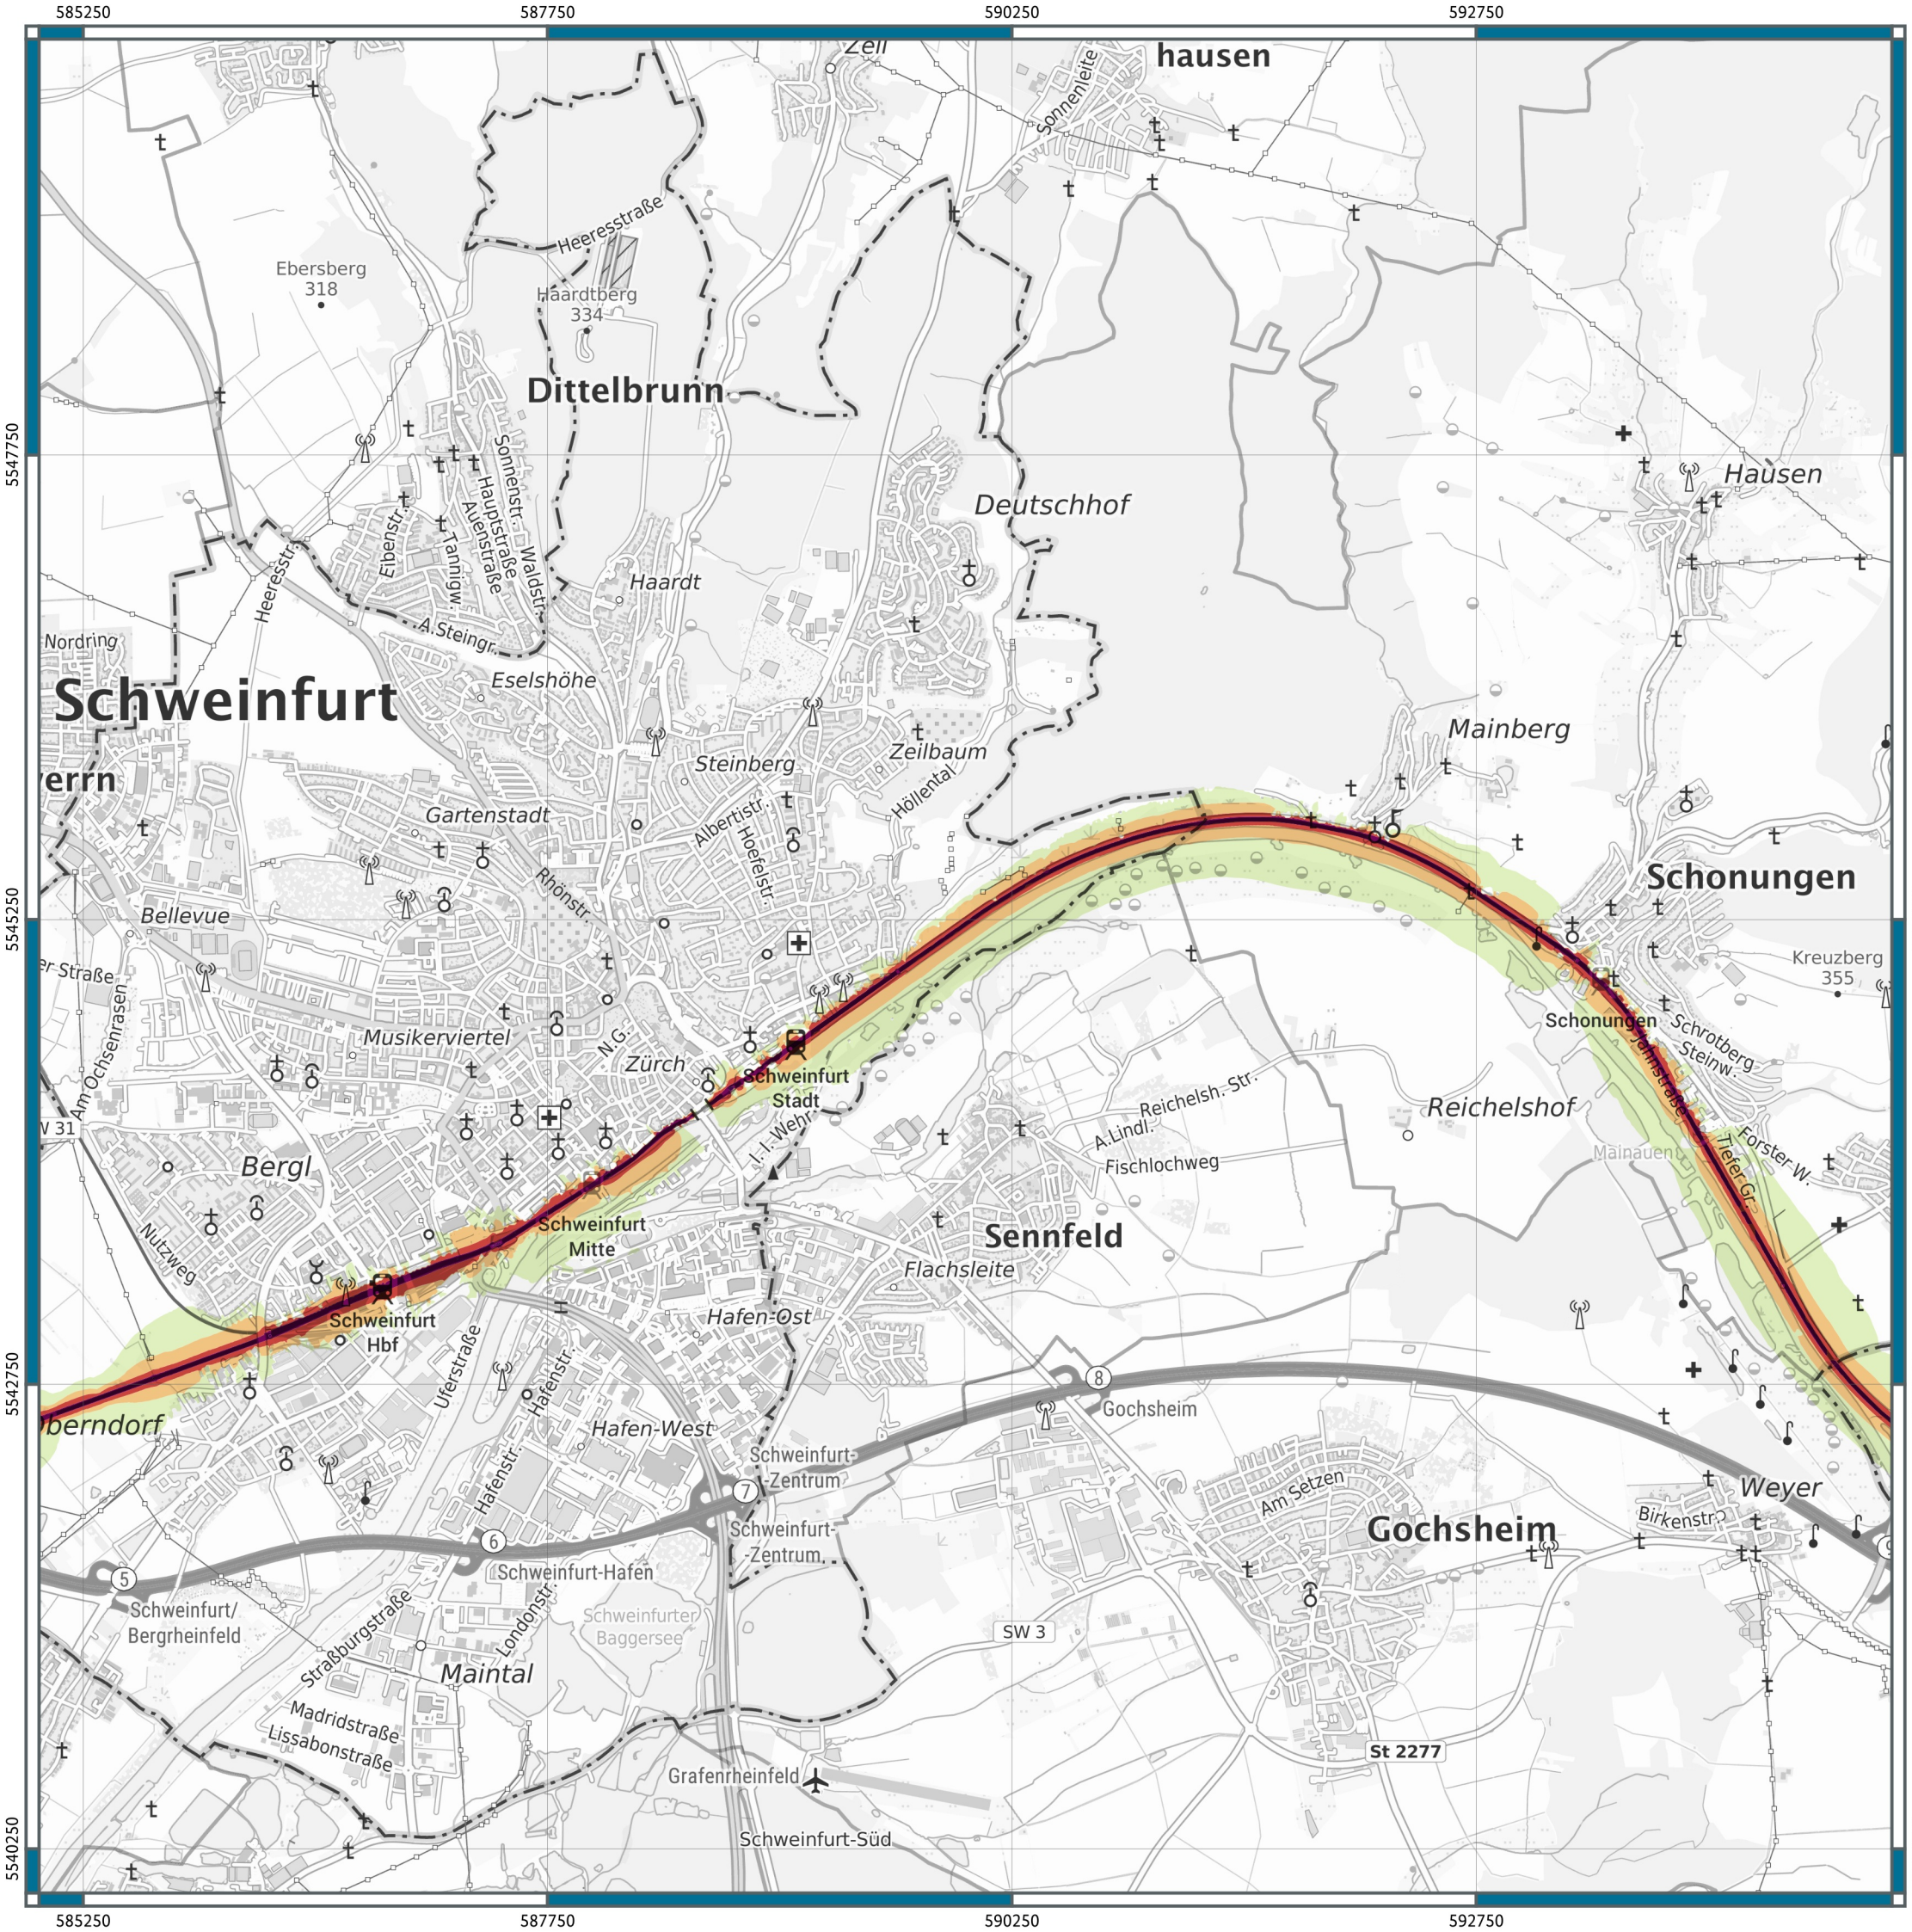 585250
587750
590250
592750
Zell
hausen
Sonnenleite
Heeresstraße
Ebersberg
318
Haardtberg
334
Dittelbrunn
5547750
Sonnenstr.
Hauptstraße
Auenstraße
Waldstr.
Tannigw.
Eibenstr.
Heeresstr.
A.Steingr.
Deutschhof
Hausen
Haardt
Nordring
Schweinfurt
Eselshöhe
Mainberg
Zeilbaum
Steinberg
Höllental
errn
Gartenstadt
Albertistr.
Hoefelstr.
Schonungen
Rhönstr.
Bellevue
5545250
er Straße
Kreuzberg
355
Am Ochsenrasen
Musikerviertel
N.G.
Zürch
Schweinfurt
Stadt
Schonungen
Schrotberg
Steinw.
Jahnstraße
W 31
J.-J.-Wehr
Reichelsh. Str.
A.Lindl.
Fischlochweg
Reichelshof
Mainauen
Forster W.
Tiefer Gr.
Bergl
Nutzweg
Schweinfurt
Mitte
Sennfeld
Flachsleite
Schweinfurt
Hbf
Hafen-Ost
Uferstraße
Hafenstr.
5542750
berndorf
8
Gochsheim
Hafen-West
Schweinfurt-
-Zentrum
7
Hafenstr.
Am Setzen
Weyer
Birkenstr.
Gochsheim
Schweinfurt-
-Zentrum
6
Schweinfurt-Hafen
5
Schweinfurt/
Bergrheinfeld
9
Straßburgstraße
Londonstr.
Schweinfurter
Baggersee
SW 3
Maintal
Madridstraße
Lissabonstraße
St 2277
Grafenrheinfeld
Schweinfurt-Süd
5540250
585250
587750
590250
592750